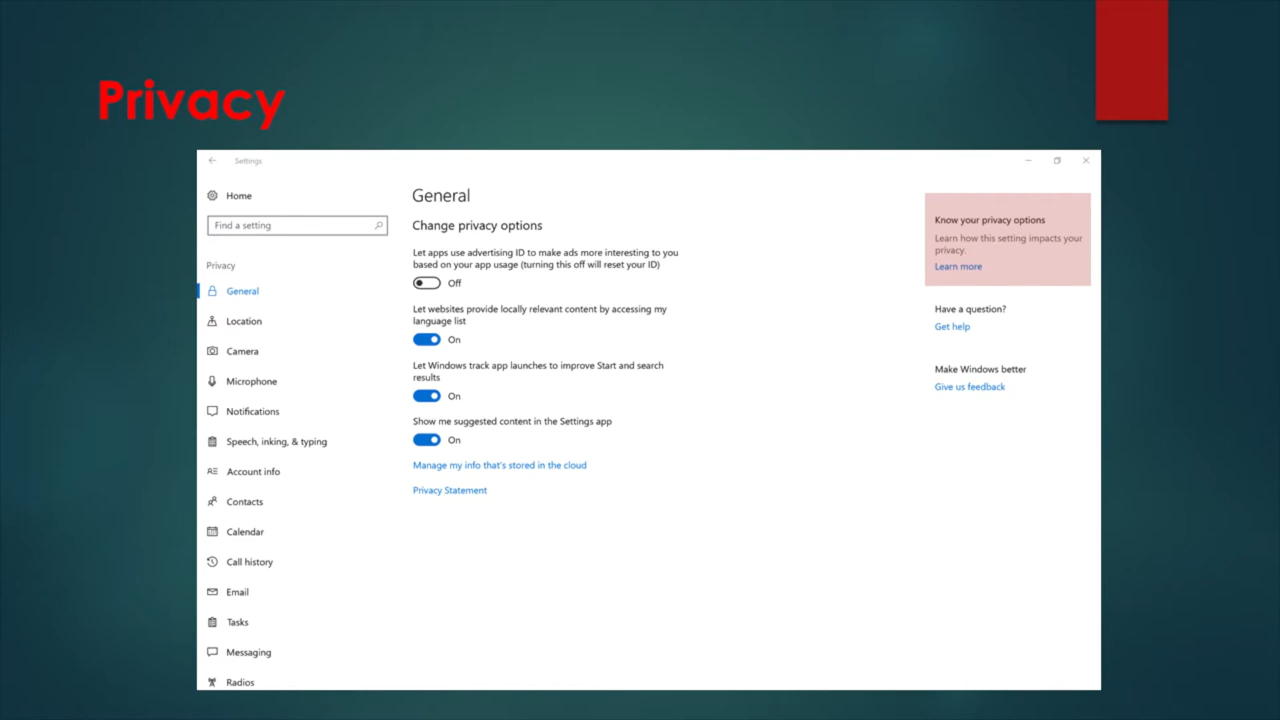 Privacy
Settings
Home
Find a setting
Privacy
General
Location
Camera
Microphone
Notifications
Speech, inking, & typing
Account info
Contacts
Calendar
Call history
Email
Tasks
Messaging
Radios
General
Change privacy options
Let apps use advertising ID to make ads more interesting to you
based on your app usage (turning this off will reset your ID)
Off
Let websites provide locally relevant content by accessing my
language list
On
Let Windows track app launches to improve Start and search
results
On
Show me suggested content in the Settings app
On
Manage my info that's stored in the cloud
Privacy Statement
Know your privacy options
Learn how this setting impacts your
privacy.
Learn more
Have a question?
Get help
Make Windows better
Give us feedback